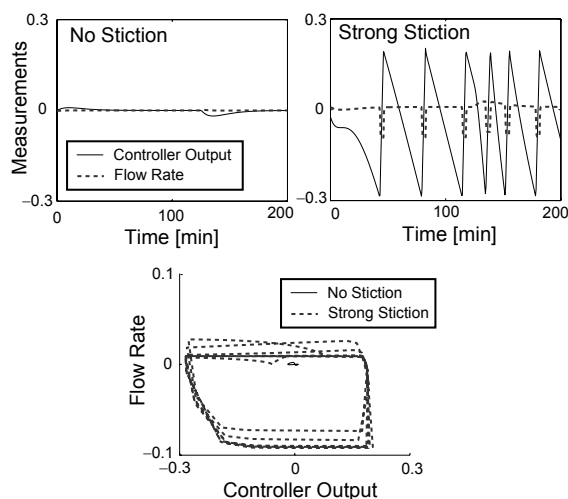 No Stiction
Strong Stiction
Measurements
0.3
0
−0.3
Controller Output
Flow Rate
0
100
200
Time [min]
0.3
0
−0.3
0
100
200
Time [min]
No Stiction
Strong Stiction
Flow Rate
0.1
0
−0.1
−0.3
0
0.3
Controller Output